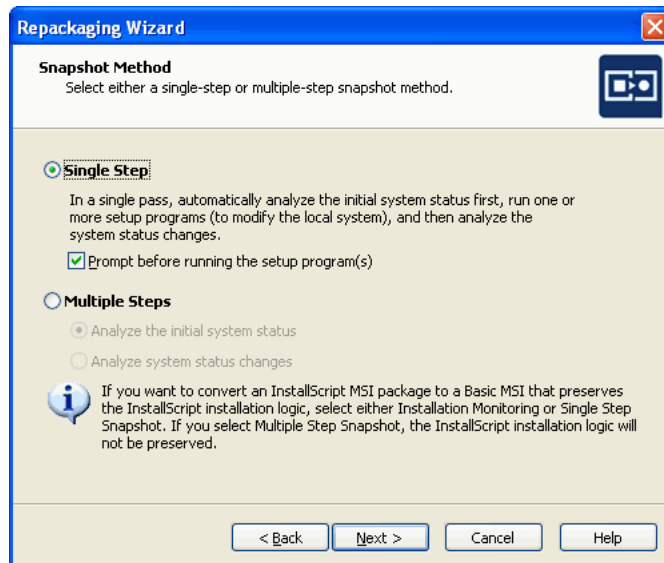 Repackaging Wizard
Snapshot Method
Select either a single-step or multiple-step snapshot method.
Single Step
In a single pass, automatically analyze the initial system status first, run one or
more setup programs (to modify the local system), and then analyze the
system status changes.
Prompt before running the setup program(s)
Multiple Steps
Analyze the initial system status
Analyze system status changes
If you want to convert an InstallScript MSI package to a Basic MSI that preserves
the InstallScript installation logic, select either Installation Monitoring or Single Step
Snapshot. If you select Multiple Step Snapshot, the InstallScript installation logic will
not be preserved.
< Back Next > Cancel Help